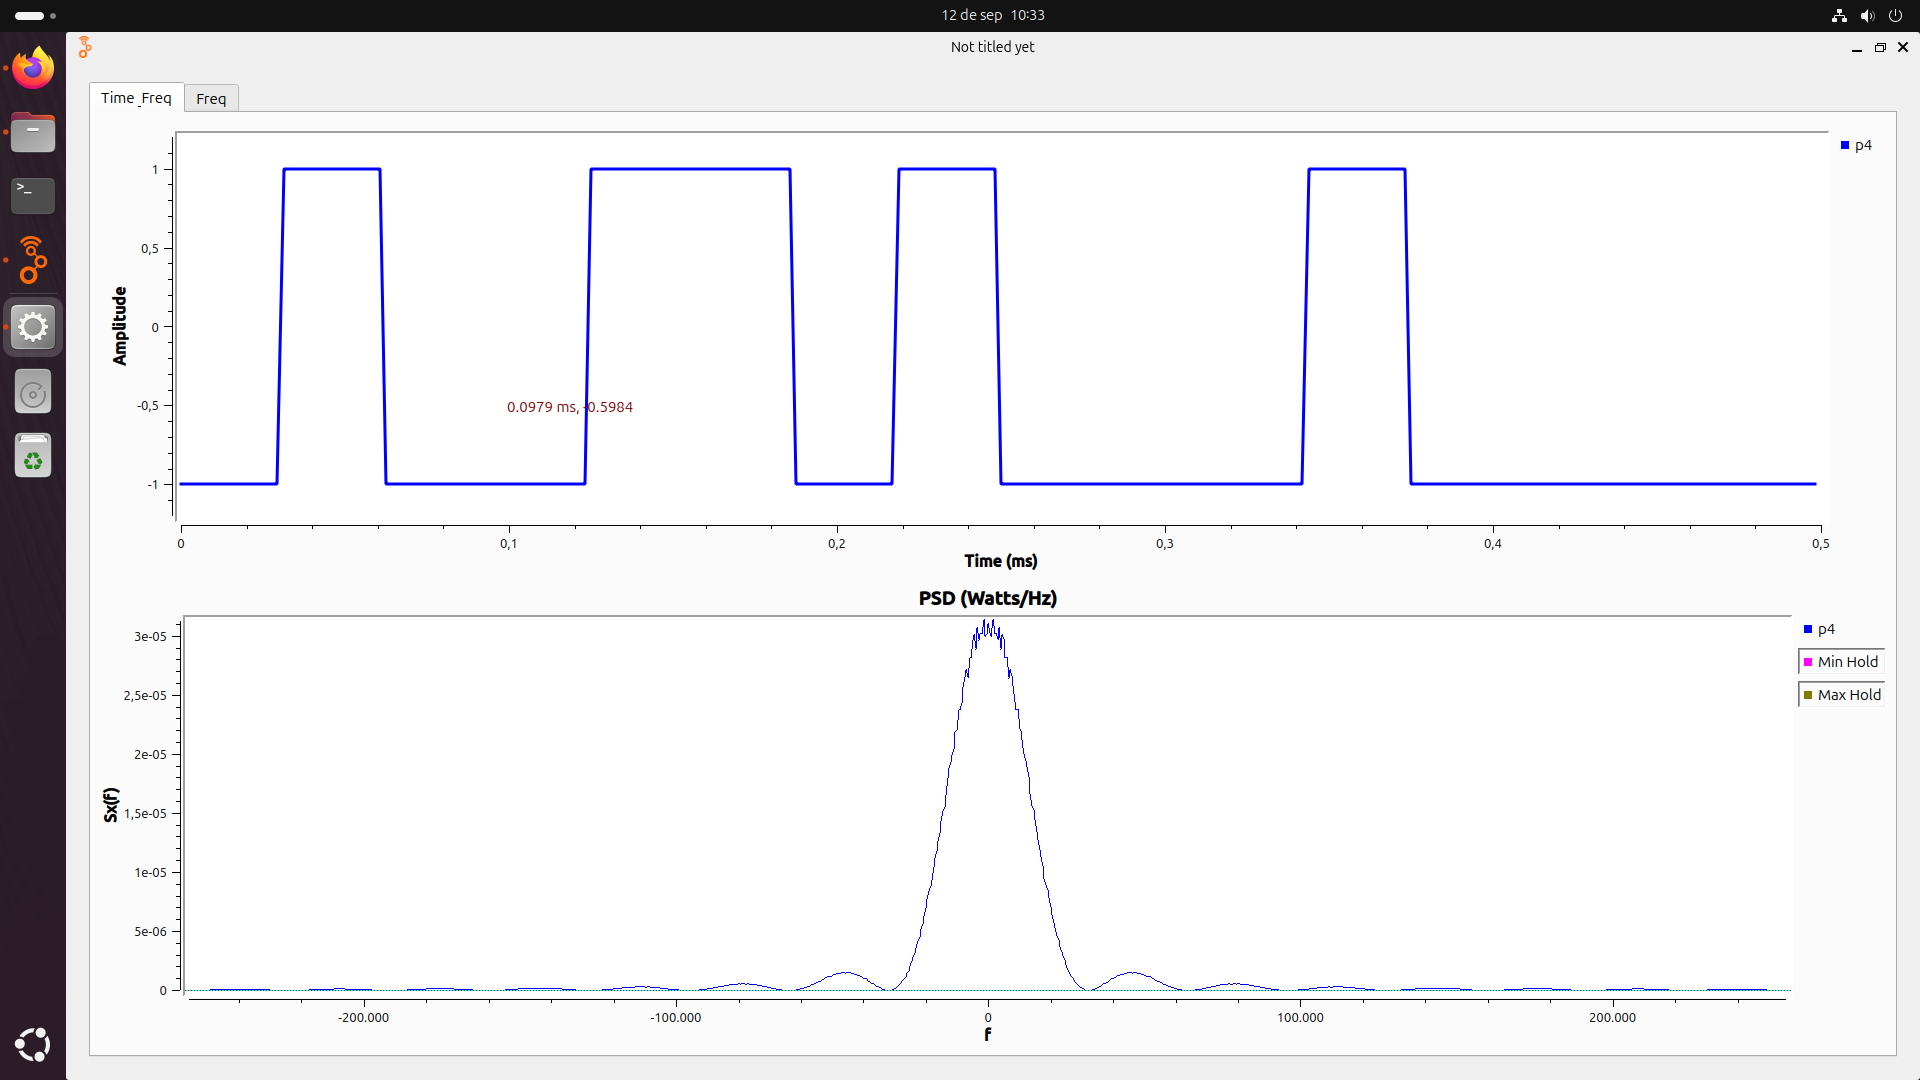 12 de sep 10:33
Not titled yet
Time_Freq
Freq
p4
1
0,5
0
-0,5
-1
Amplitude
0.0979 ms, -0.5984
0
0,1
0,2
0,3
0,4
0,5
Time (ms)
PSD (Watts/Hz)
p4
Min Hold
Max Hold
3e-05
2,5e-05
2e-05
1,5e-05
1e-05
5e-06
0
Sx(f)
-200.000
-100.000
0
100.000
200.000
f
>_